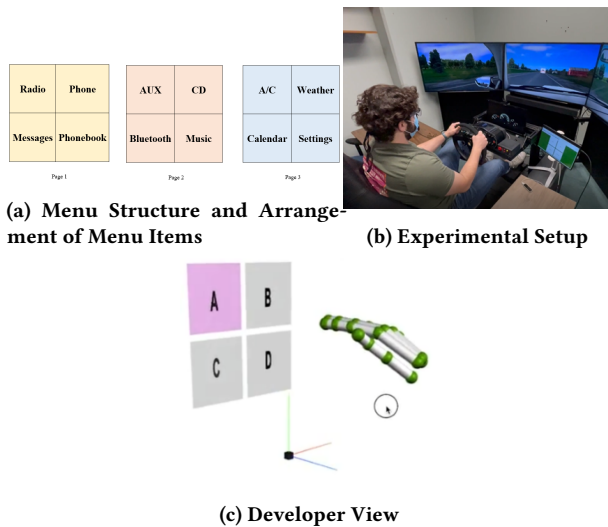 Radio Phone
Messages Phonebook
Page 1
AUX CD
Bluetooth Music
Page 2
A/C Weather
Calendar Settings
Page 3
(a) Menu Structure and Arrange-
ment of Menu Items
(b) Experimental Setup
A B
C D
(c) Developer View